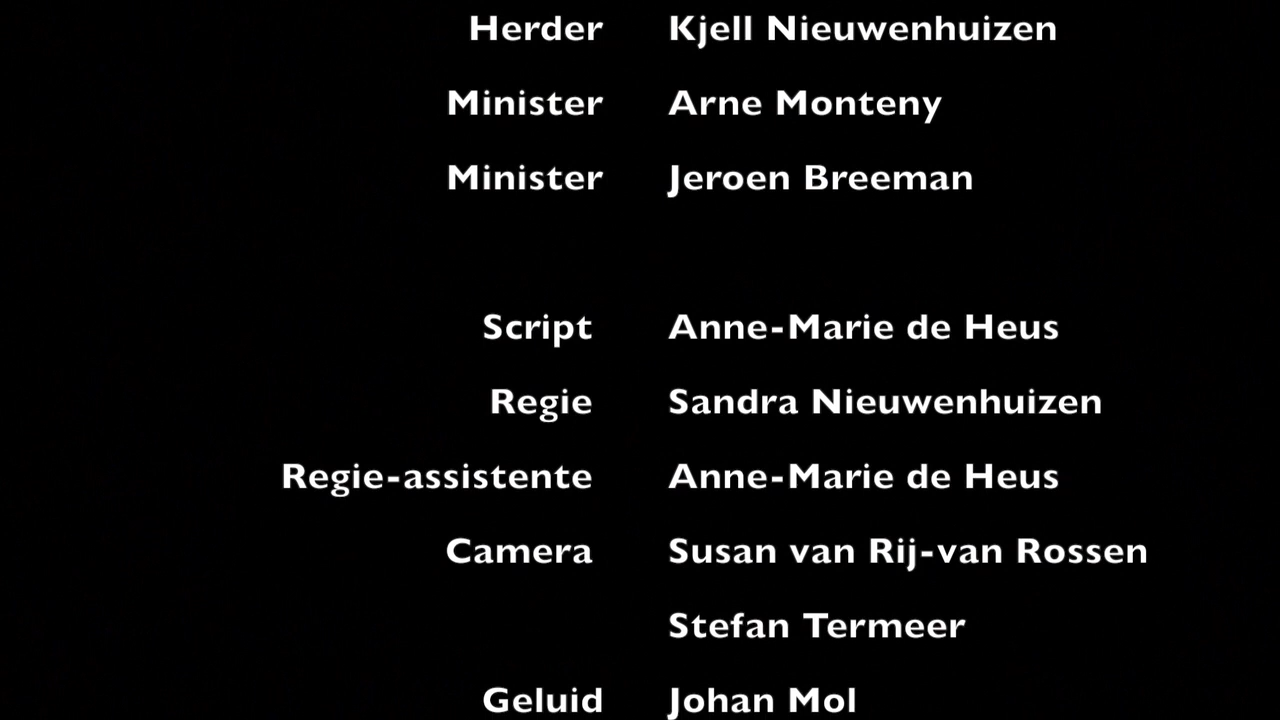 Herder Kjell Nieuwenhuizen
Minister Arne Monteny
Minister Jeroen Breeman
Script Anne-Marie de Heus
Regie Sandra Nieuwenhuizen
Regie-assistente Anne-Marie de Heus
Camera Susan van Rij-van Rossen
Stefan Termeer
Geluid Johan Mol